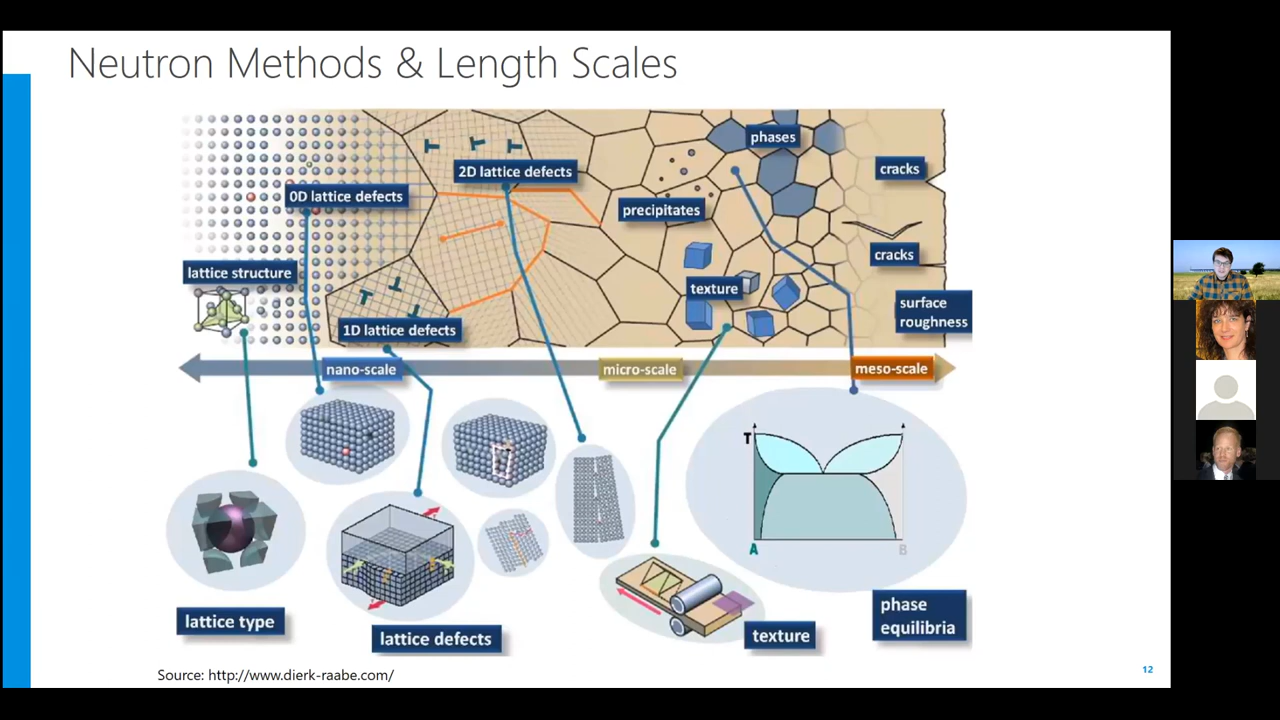 Neutron Methods & Length Scales
phases
2D lattice defects
cracks
0D lattice defects
precipitates
cracks
lattice structure
texture
surface
roughness
1D lattice defects
nano-scale
micro-scale
meso-scale
T
A
B
phase
equilibria
lattice type
lattice defects
texture
Source: http://www.dierk-raabe.com/
12